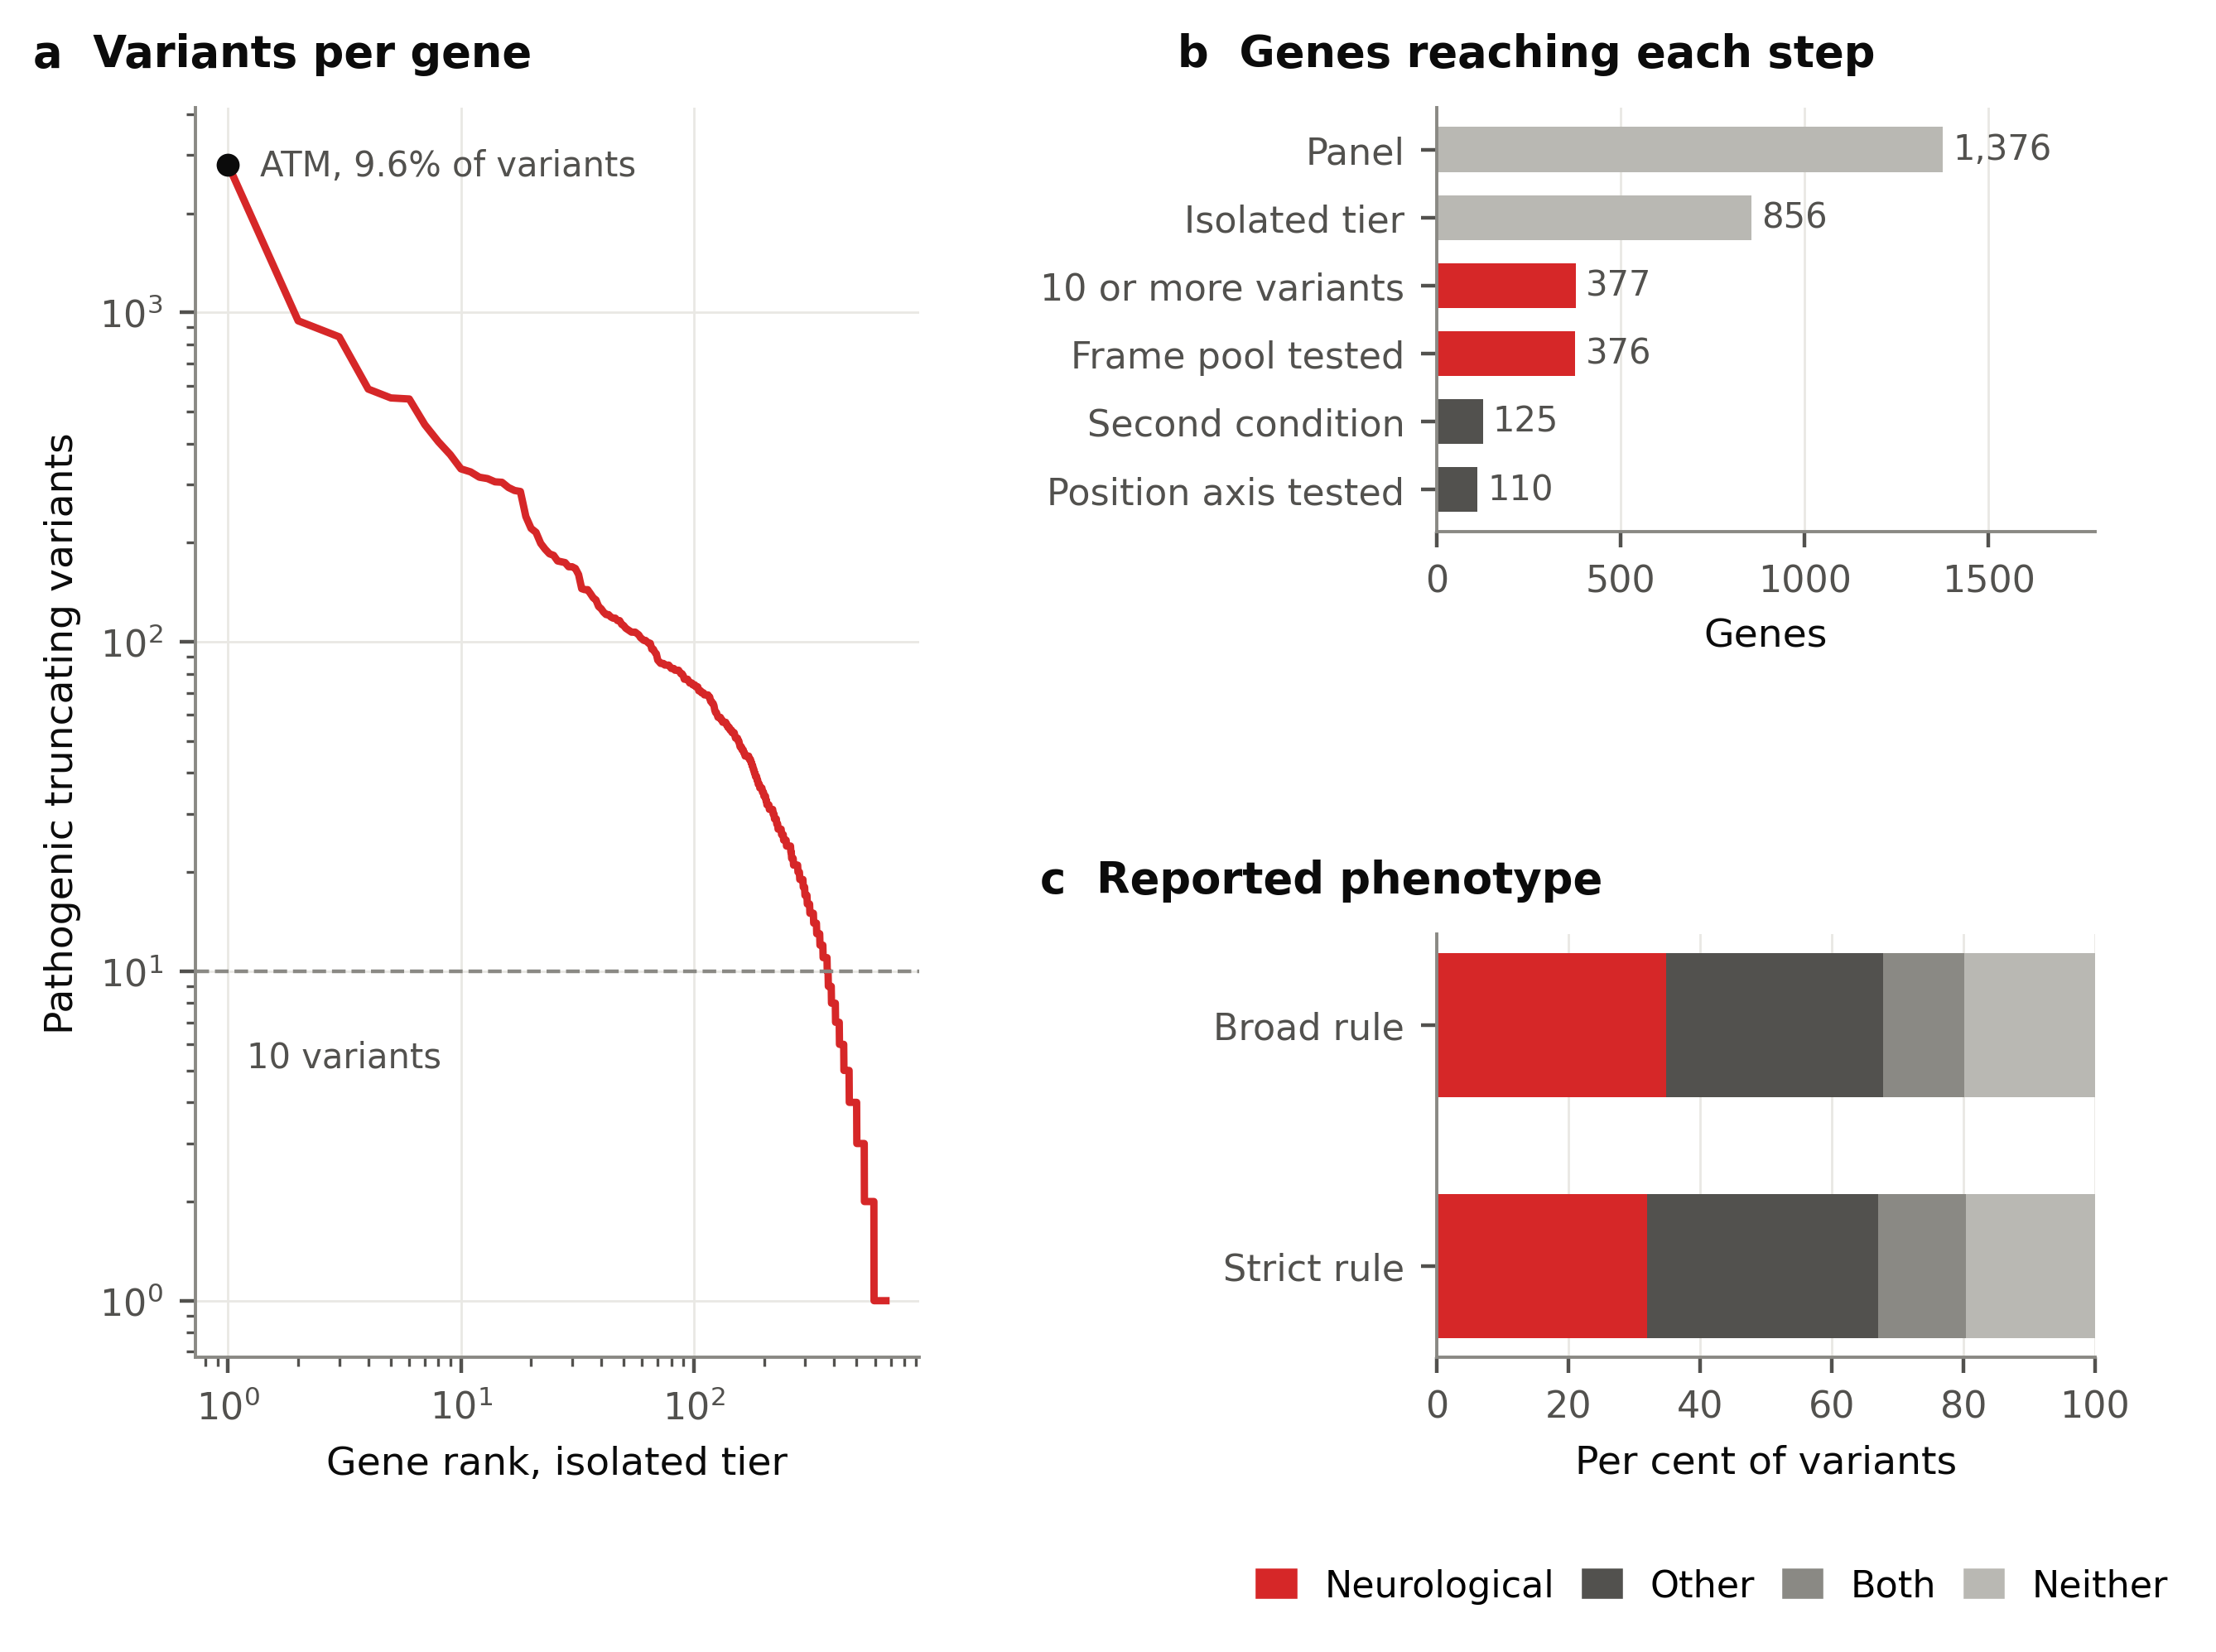 a Variants per gene
ATM, 9.6% of variants
10 variants
10³
10²
10¹
10⁰
Pathogenic truncating variants
10⁰ 10¹ 10²
Gene rank, isolated tier
b Genes reaching each step
Panel 1,376
Isolated tier 856
10 or more variants 377
Frame pool tested 376
Second condition 125
Position axis tested 110
0 500 1000 1500
Genes
c Reported phenotype
Broad rule
Strict rule
0 20 40 60 80 100
Per cent of variants
Neurological Other Both Neither